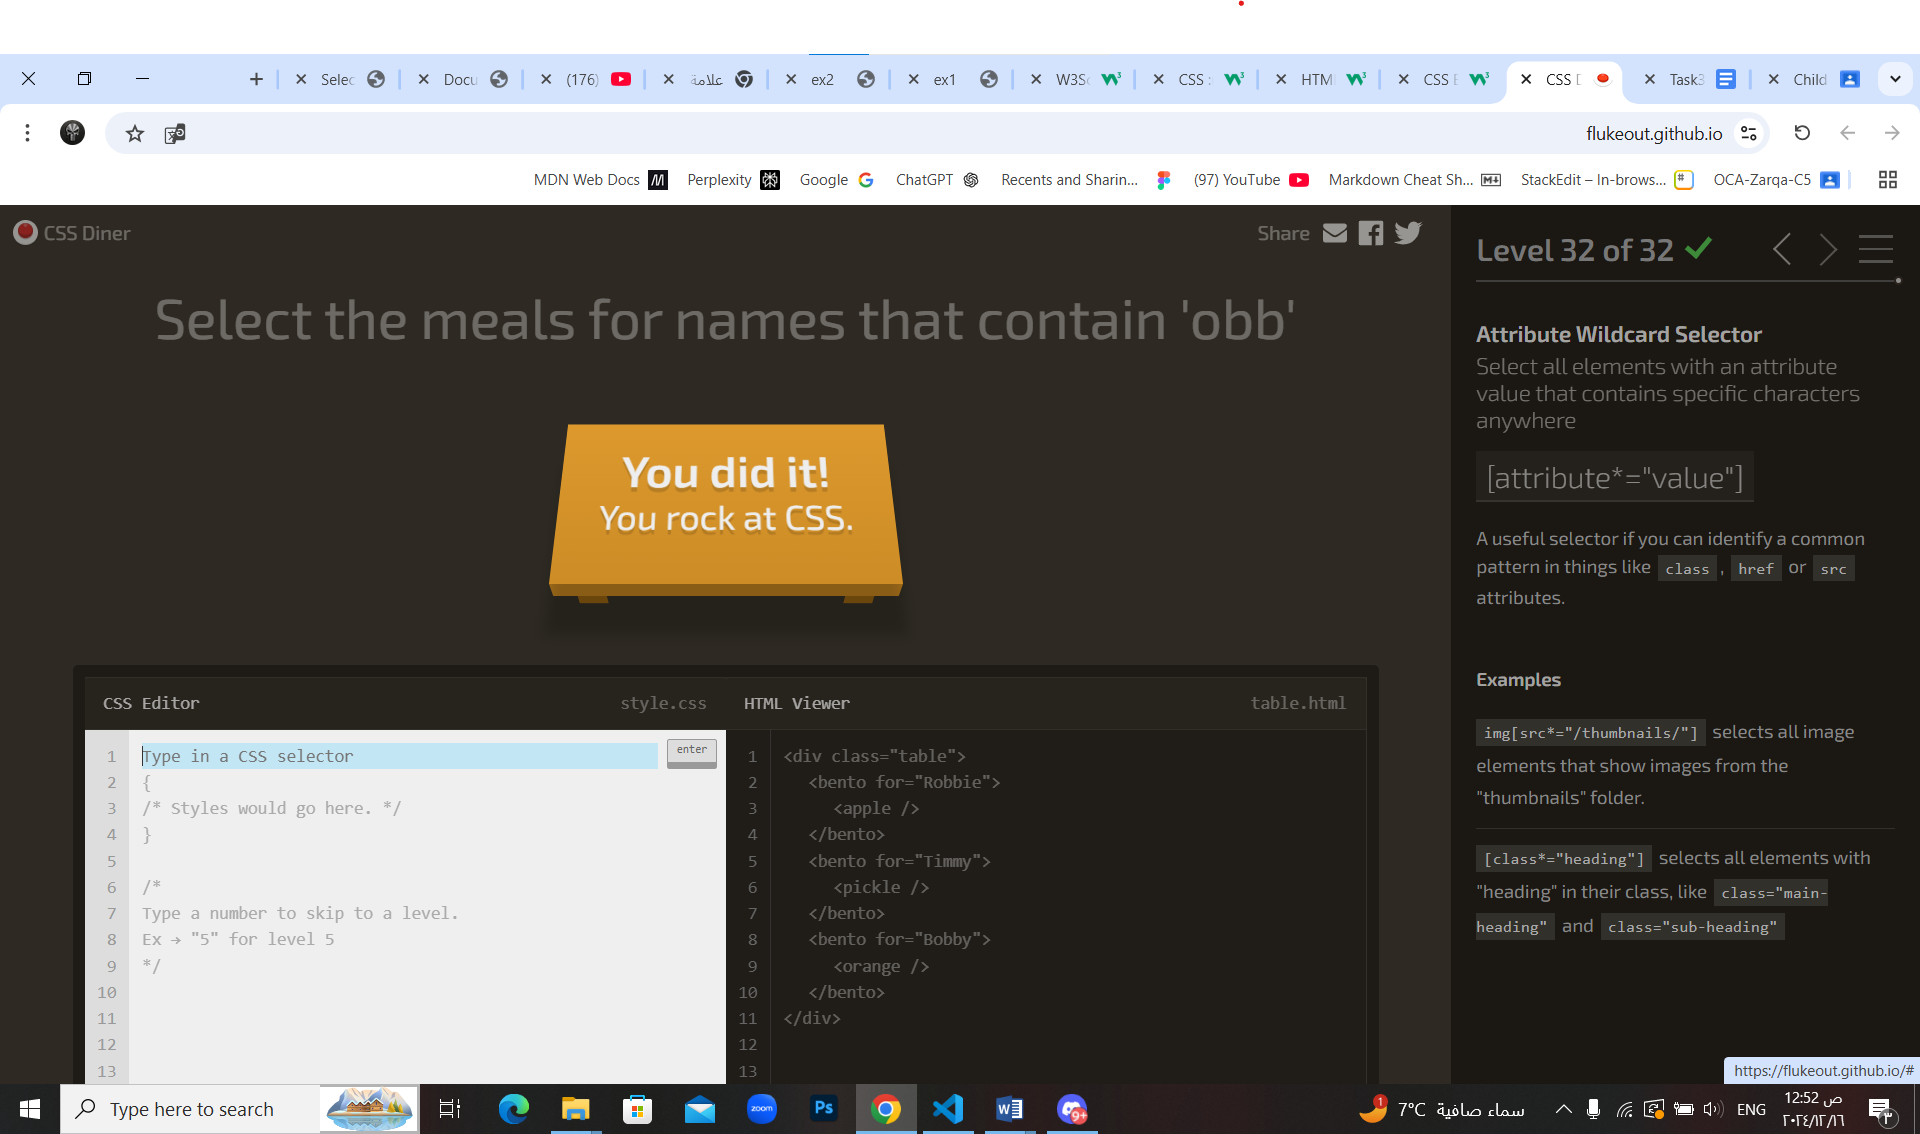 Selec
Docu
(176)
علامة
ex2
ex1
W3Sc
CSS :
HTM
CSS E
CSS D
Task3
Child
flukeout.github.io
MDN Web Docs
Perplexity
Google
ChatGPT
Recents and Sharin...
(97) YouTube
Markdown Cheat Sh...
StackEdit – In-brows...
OCA-Zarqa-C5
CSS Diner
Share
Select the meals for names that contain 'obb'
You did it!
You rock at CSS.
CSS Editor
style.css
1 Type in a CSS selector
enter
2 {
3 /* Styles would go here. */
4 }
5
6 /*
7 Type a number to skip to a level.
8 Ex → "5" for level 5
9 */
10
11
12
13
HTML Viewer
table.html
1 <div class="table">
2 <bento for="Robbie">
3 <apple />
4 </bento>
5 <bento for="Timmy">
6 <pickle />
7 </bento>
8 <bento for="Bobby">
9 <orange />
10 </bento>
11 </div>
12
13
Level 32 of 32
Attribute Wildcard Selector
Select all elements with an attribute
value that contains specific characters
anywhere
[attribute*="value"]
A useful selector if you can identify a common
pattern in things like class , href or src
attributes.
Examples
img[src*="/thumbnails/"] selects all image
elements that show images from the
"thumbnails" folder.
[class*="heading"] selects all elements with
"heading" in their class, like class="main-
heading" and class="sub-heading"
https://flukeout.github.io/#
Type here to search
zoom
Ps
9+
1
7°C سماء صافية
ENG
12:52 ص
٢٠٢٤/١٢/١٦
٣